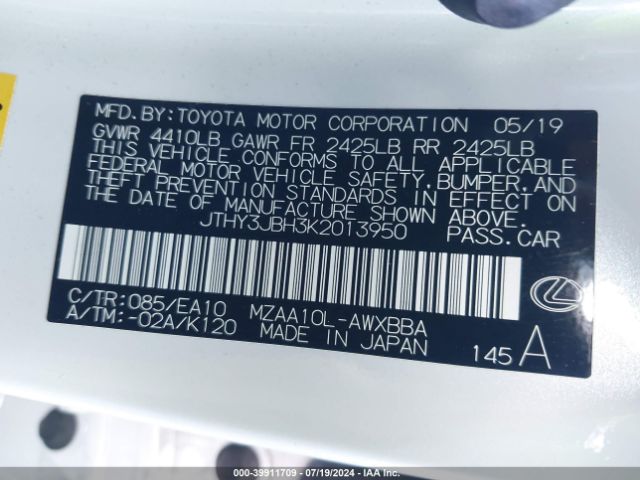 MFD.BY:TOYOTA MOTOR CORPORATION 05/19
GVWR 4410LB GAWR FR 2425LB RR 2425LB
THIS VEHICLE CONFORMS TO ALL APPLICABLE
FEDERAL MOTOR VEHICLE SAFETY,BUMPER,AND
THEFT PREVENTION STANDARDS IN EFFECT ON
THE DATE OF MANUFACTURE SHOWN ABOVE.
JTHY3JBH3K2013950 PASS.CAR
C/TR:085/EA10 MZAA10L-AWXBBA
A/TM:-02A/K120 MADE IN JAPAN 145 A
000-39911709 | 07/19/2024 - IAA Inc.